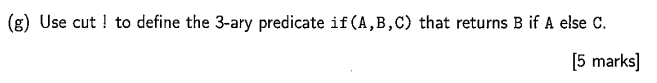 (g) Use cut ! to define the 3-ary predicate if(A,B,C) that returns B if A else C.
[5 marks]